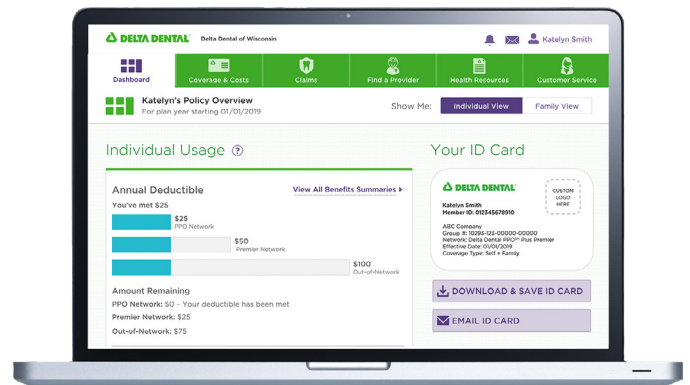 DELTA DENTAL
Delta Dental of Wisconsin
Katelyn Smith
Dashboard
Coverage & Costs
Claims
Find a Provider
Health Resources
Customer Service
Katelyn's Policy Overview
For plan year starting 01/01/2019
Show Me:
Individual View
Family View
Individual Usage ?
Annual Deductible
View All Benefits Summaries
You've met $25
$25
PPO Network
$50
Premier Network
$100
Out-of-Network
Amount Remaining
PPO Network: $0 – Your deductible has been met
Premier Network: $25
Out-of-Network: $75
Your ID Card
DELTA DENTAL
CUSTOM
LOGO
HERE
Katelyn Smith
Member ID: 012345678910
ABC Company
Group #: 10293-123-00000-00000
Network: Delta Dental PPO℠ Plus Premier
Effective Date: 01/01/2019
Coverage Type: Self + Family
DOWNLOAD & SAVE ID CARD
EMAIL ID CARD